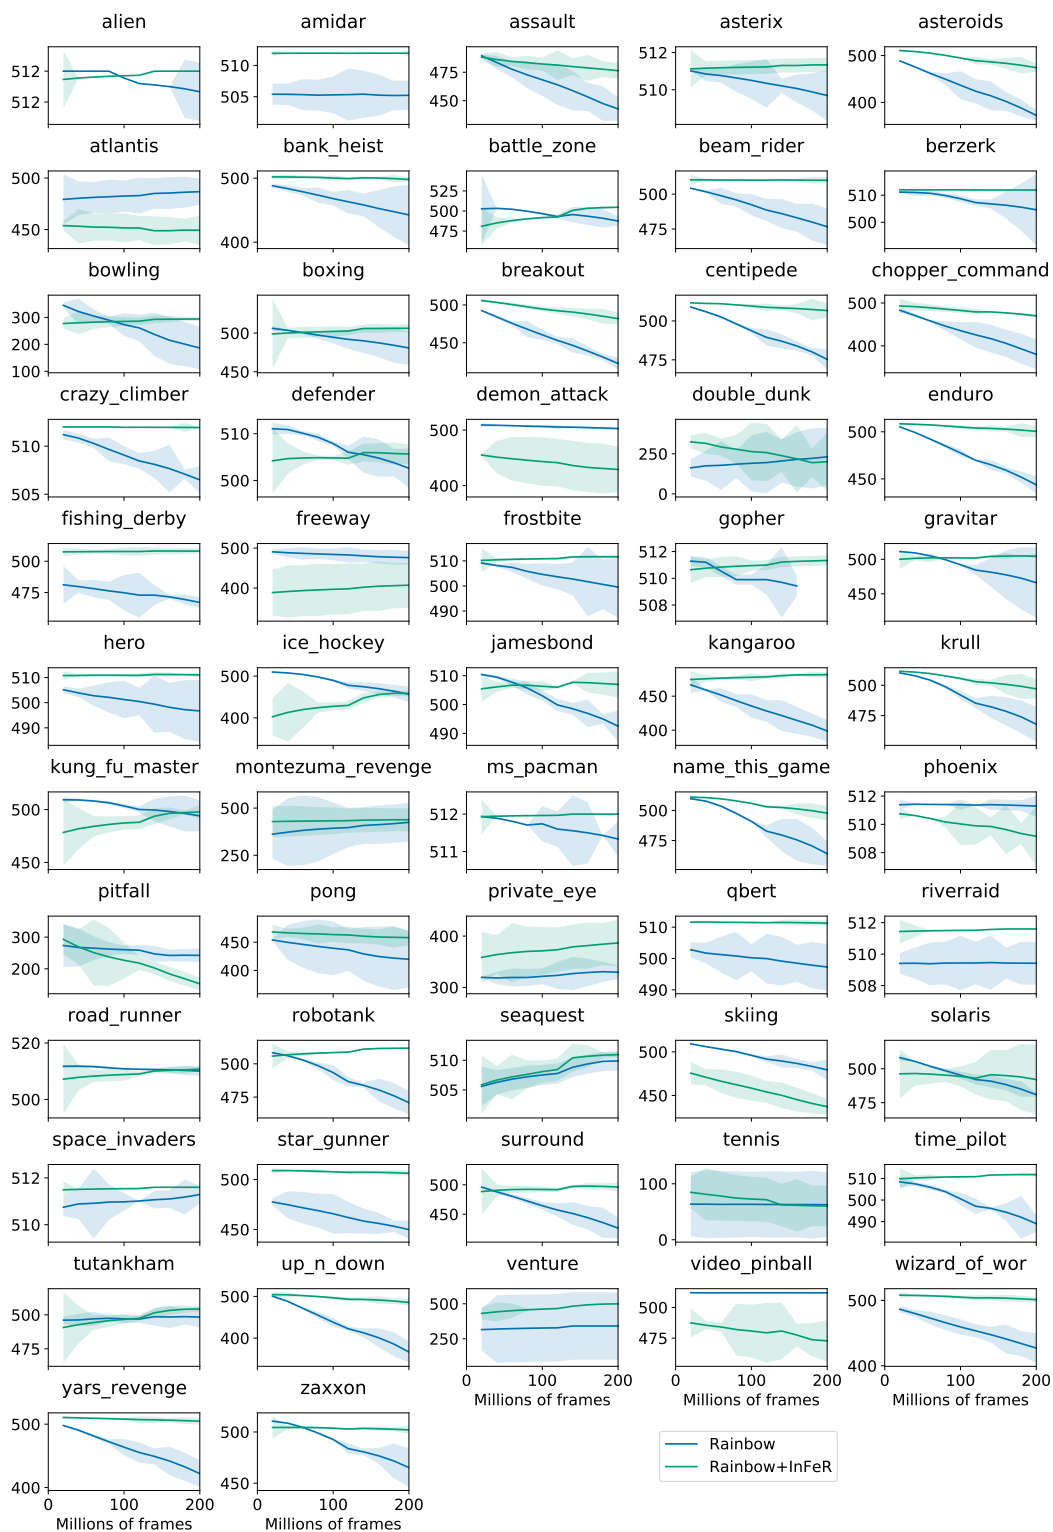 alien amidar assault asterix asteroids
512 510 475 512 500
512 505 450 510 400
atlantis bank_heist battle_zone beam_rider berzerk
500 500 525 500 510
450 400 500 475 500
475
bowling boxing breakout centipede chopper_command
300 500 500 500 500
200 450 450 475 400
100
crazy_climber defender demon_attack double_dunk enduro
510 510 500 250 500
505 500 400 0 450
fishing_derby freeway frostbite gopher gravitar
500 500 510 512 500
475 400 500 510 450
490 508
hero ice_hockey jamesbond kangaroo krull
510 500 510 450 500
500 400 500 400 475
490 490
kung_fu_master montezuma_revenge ms_pacman name_this_game phoenix
500 500 512 500 512
450 250 511 475 510
508
pitfall pong private_eye qbert riverraid
300 450 400 510 512
200 400 300 500 510
490 508
road_runner robotank seaquest skiing solaris
520 500 510 500 500
500 475 505 450 475
space_invaders star_gunner surround tennis time_pilot
512 500 500 100 510
510 450 450 0 500
490
tutankham up_n_down venture video_pinball wizard_of_wor
500 500 500 500 500
475 400 250 475 400
0 100 200 0 100 200 0 100 200
Millions of frames Millions of frames Millions of frames
yars_revenge zaxxon
500 500
400 450
0 100 200 0 100 200
Millions of frames Millions of frames
Rainbow
Rainbow+InFeR